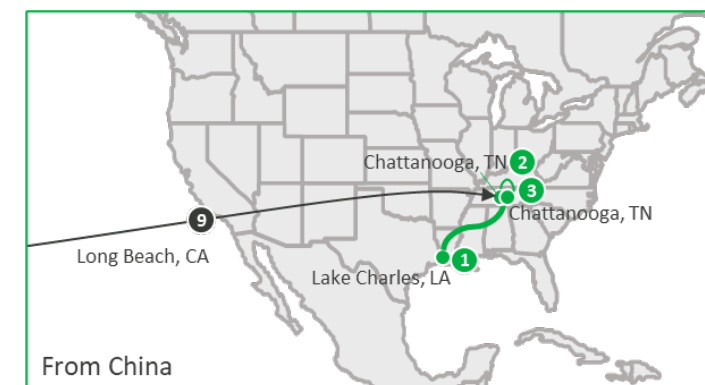 Chattanooga, TN 2
3
Chattanooga, TN
9
Long Beach, CA
1
Lake Charles, LA
From China